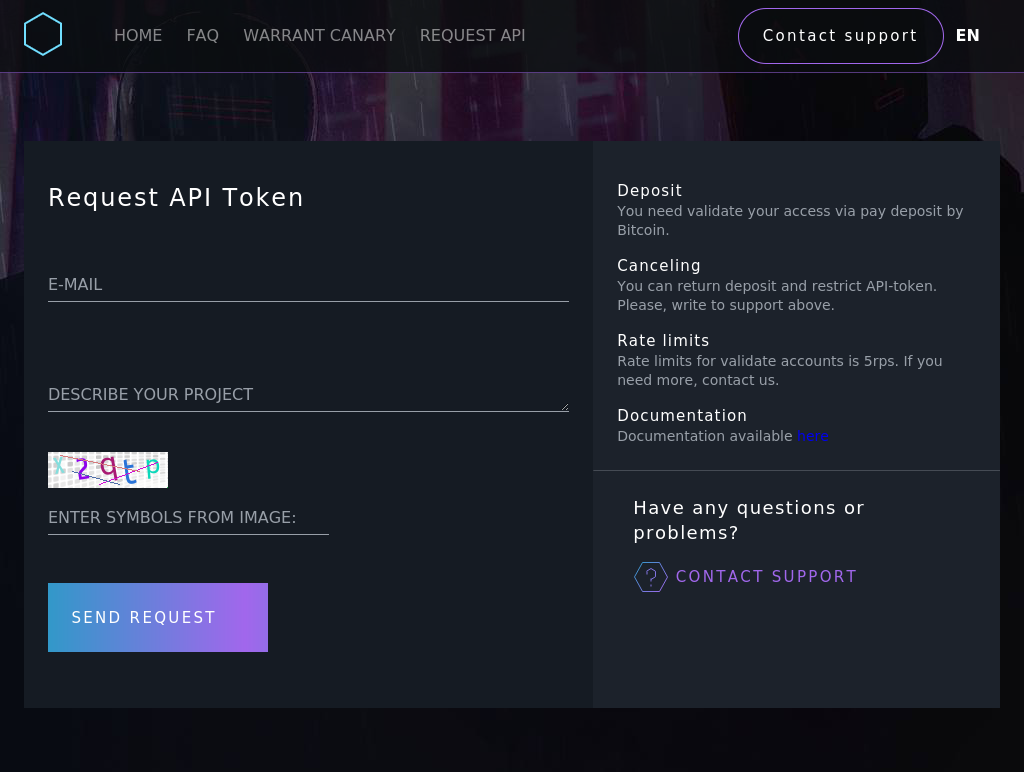 HOME FAQ WARRANT CANARY REQUEST API Contact support EN
Request API Token
E-MAIL
DESCRIBE YOUR PROJECT
x2qtp
ENTER SYMBOLS FROM IMAGE:
SEND REQUEST
Deposit
You need validate your access via pay deposit by
Bitcoin.
Canceling
You can return deposit and restrict API-token.
Please, write to support above.
Rate limits
Rate limits for validate accounts is 5rps. If you
need more, contact us.
Documentation
Documentation available here
Have any questions or
problems?
CONTACT SUPPORT